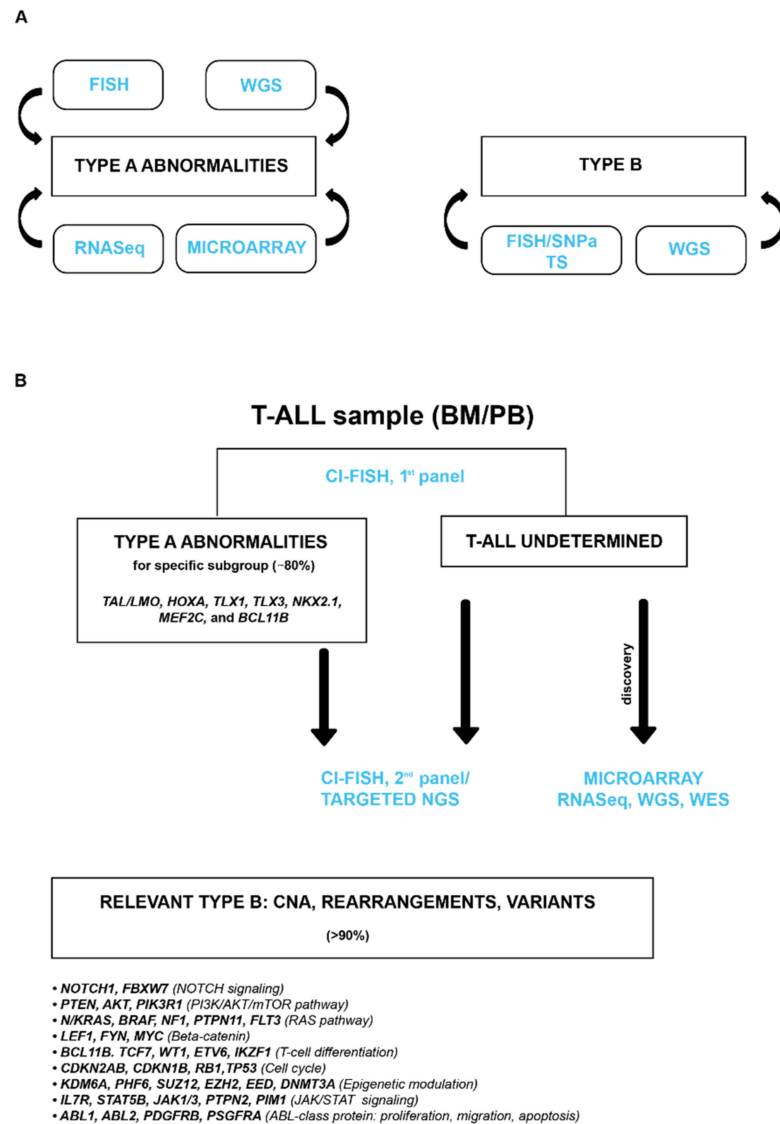 A
FISH
WGS
TYPE A ABNORMALITIES
TYPE B
RNASeq
MICROARRAY
FISH/SNPa
TS
WGS
B
T-ALL sample (BM/PB)
CI-FISH, 1st panel
TYPE A ABNORMALITIES
for specific subgroup (~80%)
TAL/LMO, HOXA, TLX1, TLX3, NKX2.1,
MEF2C, and BCL11B
T-ALL UNDETERMINED
discovery
CI-FISH, 2nd panel/
TARGETED NGS
MICROARRAY
RNASeq, WGS, WES
RELEVANT TYPE B: CNA, REARRANGEMENTS, VARIANTS
(>90%)
• NOTCH1, FBXW7 (NOTCH signaling)
• PTEN, AKT, PIK3R1 (PI3K/AKT/mTOR pathway)
• N/KRAS, BRAF, NF1, PTPN11, FLT3 (RAS pathway)
• LEF1, FYN, MYC (Beta-catenin)
• BCL11B. TCF7, WT1, ETV6, IKZF1 (T-cell differentiation)
• CDKN2AB, CDKN1B, RB1,TP53 (Cell cycle)
• KDM6A, PHF6, SUZ12, EZH2, EED, DNMT3A (Epigenetic modulation)
• IL7R, STAT5B, JAK1/3, PTPN2, PIM1 (JAK/STAT signaling)
• ABL1, ABL2, PDGFRB, PSGFRA (ABL-class protein: proliferation, migration, apoptosis)